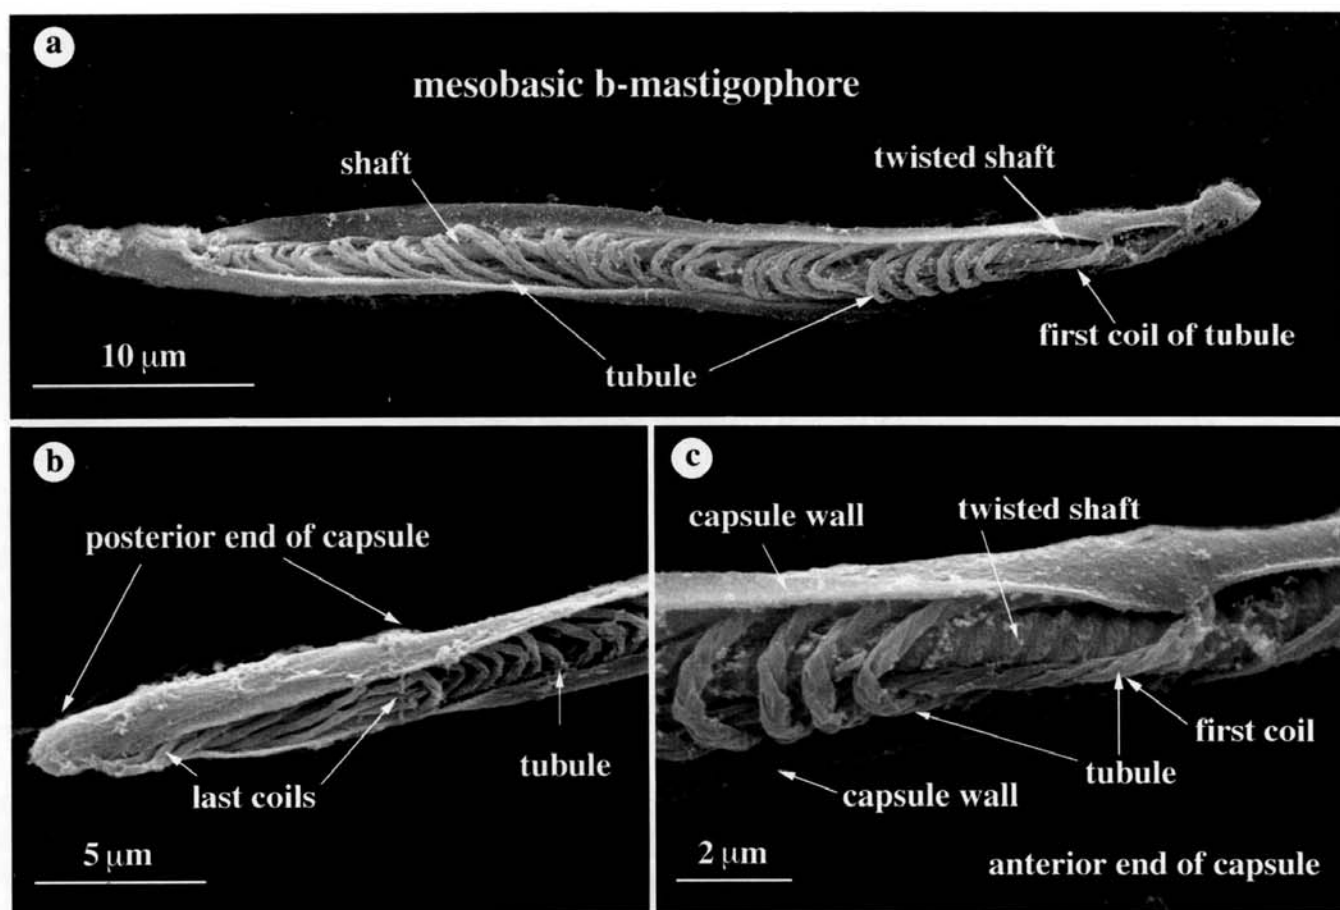 a
mesobasic b-mastigophore
shaft
twisted shaft
first coil of tubule
10 µm
tubule
b
posterior end of capsule
last coils
tubule
5 µm
c
capsule wall
twisted shaft
first coil
tubule
capsule wall
2 µm
anterior end of capsule